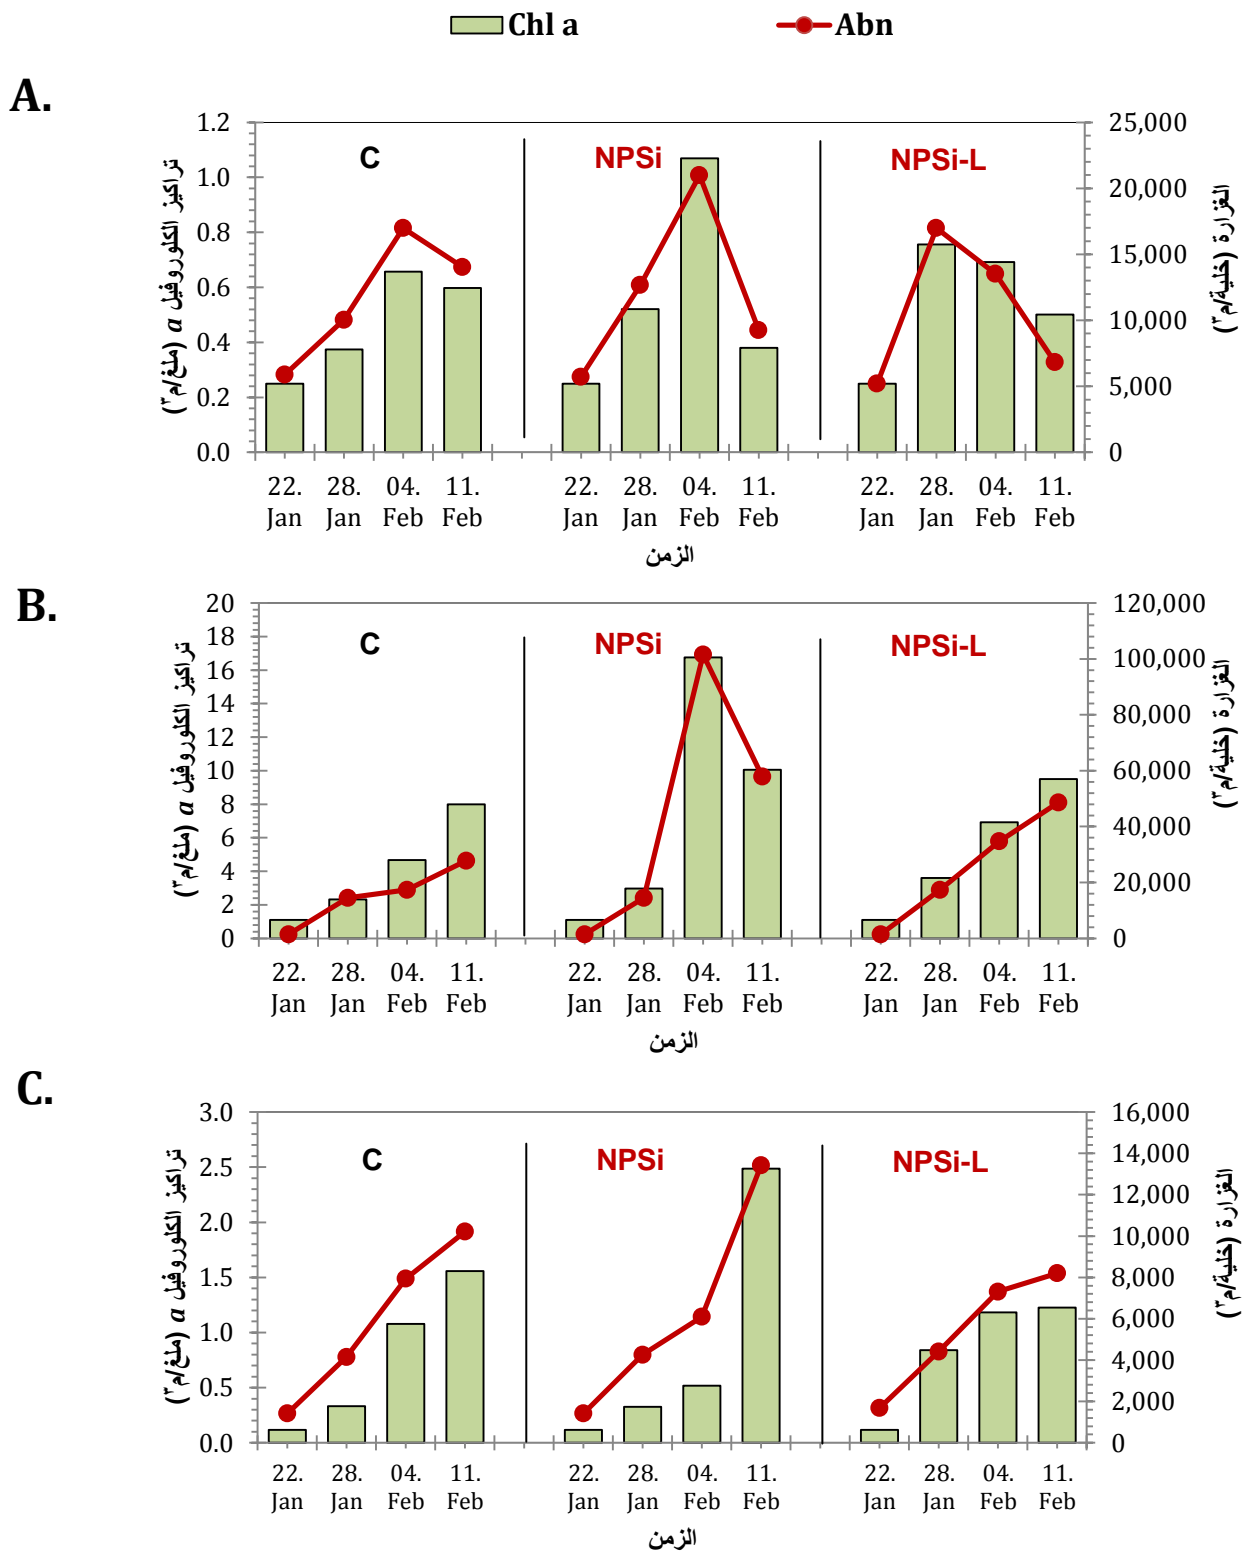 Chl a Abn
A.
C NPSi NPSi-L
تراكيز الكلوروفيل a (ملغ/م³)
1.2
1.0
0.8
0.6
0.4
0.2
0.0
25,000
20,000
15,000
10,000
5,000
0
الغزارة (خلية/م³)
22. 28. 04. 11. 22. 28. 04. 11. 22. 28. 04. 11.
Jan Jan Feb Feb Jan Jan Feb Feb Jan Jan Feb Feb
الزمن
B.
C NPSi NPSi-L
تراكيز الكلوروفيل a (ملغ/م³)
20
18
16
14
12
10
8
6
4
2
0
120,000
100,000
80,000
60,000
40,000
20,000
0
الغزارة (خلية/م³)
22. 28. 04. 11. 22. 28. 04. 11. 22. 28. 04. 11.
Jan Jan Feb Feb Jan Jan Feb Feb Jan Jan Feb Feb
الزمن
C.
C NPSi NPSi-L
تراكيز الكلوروفيل a (ملغ/م³)
3.0
2.5
2.0
1.5
1.0
0.5
0.0
16,000
14,000
12,000
10,000
8,000
6,000
4,000
2,000
0
الغزارة (خلية/م³)
22. 28. 04. 11. 22. 28. 04. 11. 22. 28. 04. 11.
Jan Jan Feb Feb Jan Jan Feb Feb Jan Jan Feb Feb
الزمن